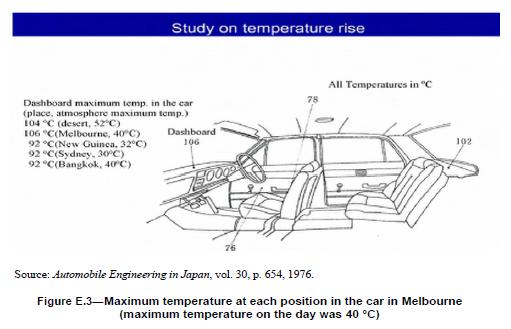 Study on temperature rise
All Temperatures in °C
78
Dashboard maximum temp. in the car
(place, atmosphere maximum temp.)
104 °C (desert, 52°C)
106 °C(Melbourne, 40°C)
92 °C(New Guinea, 32°C)
92 °C(Sydney, 30°C)
92 °C(Bangkok, 40°C)
Dashboard
106
102
76
Source: Automobile Engineering in Japan, vol. 30, p. 654, 1976.
Figure E.3—Maximum temperature at each position in the car in Melbourne
(maximum temperature on the day was 40 °C)